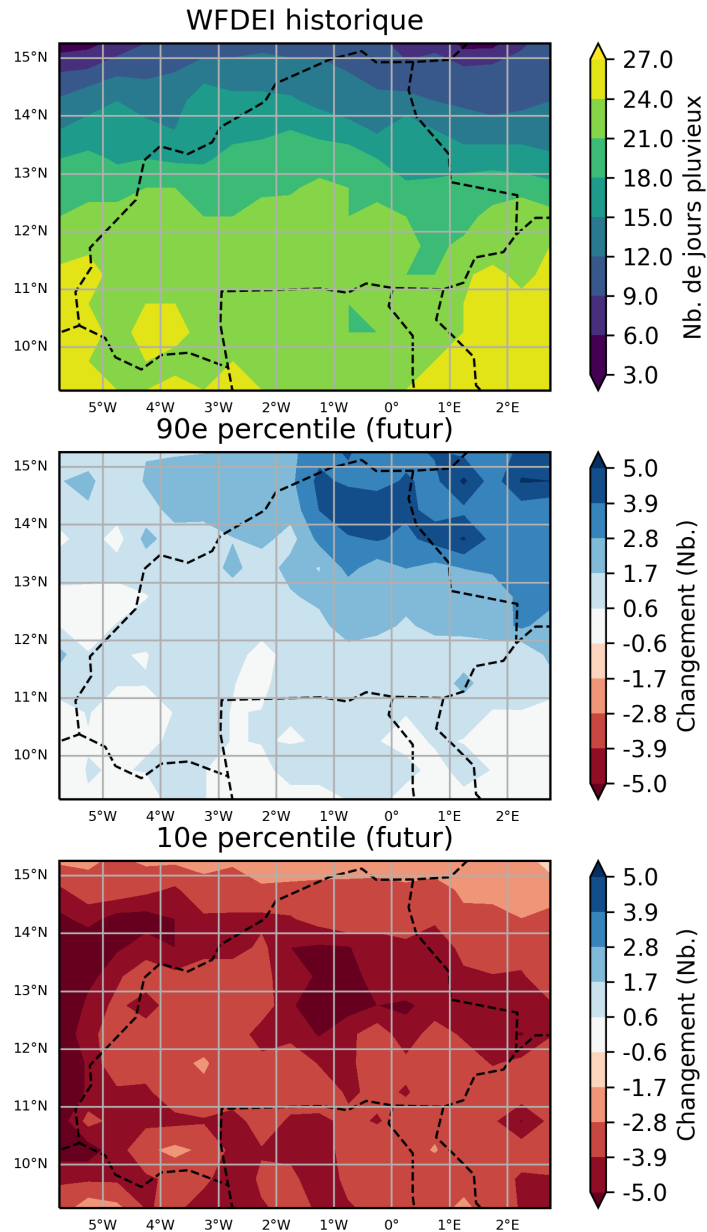 WFDEI historique
15°N
14°N
13°N
12°N
11°N
10°N
5°W 4°W 3°W 2°W 1°W 0° 1°E 2°E
27.0
24.0
21.0
18.0
15.0
12.0
9.0
6.0
3.0
Nb. de jours pluvieux
90e percentile (futur)
15°N
14°N
13°N
12°N
11°N
10°N
5°W 4°W 3°W 2°W 1°W 0° 1°E 2°E
5.0
3.9
2.8
1.7
0.6
-0.6
-1.7
-2.8
-3.9
-5.0
Changement (Nb.)
10e percentile (futur)
15°N
14°N
13°N
12°N
11°N
10°N
5°W 4°W 3°W 2°W 1°W 0° 1°E 2°E
5.0
3.9
2.8
1.7
0.6
-0.6
-1.7
-2.8
-3.9
-5.0
Changement (Nb.)